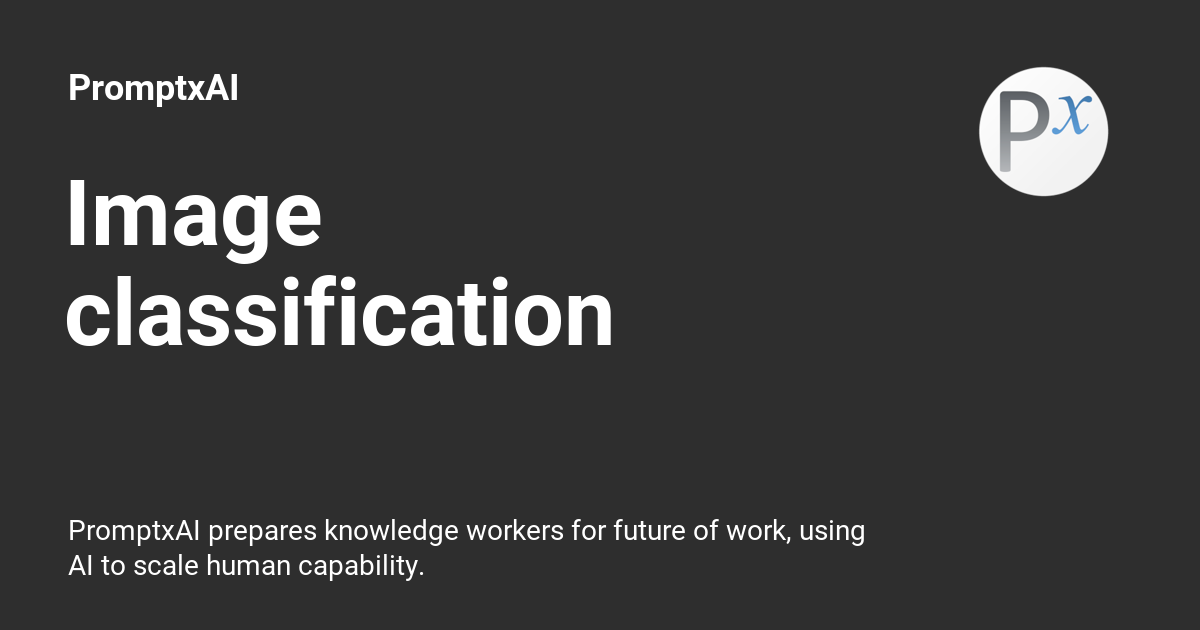 PromptxAI
Px
Image
classification
PromptxAI prepares knowledge workers for future of work, using
AI to scale human capability.